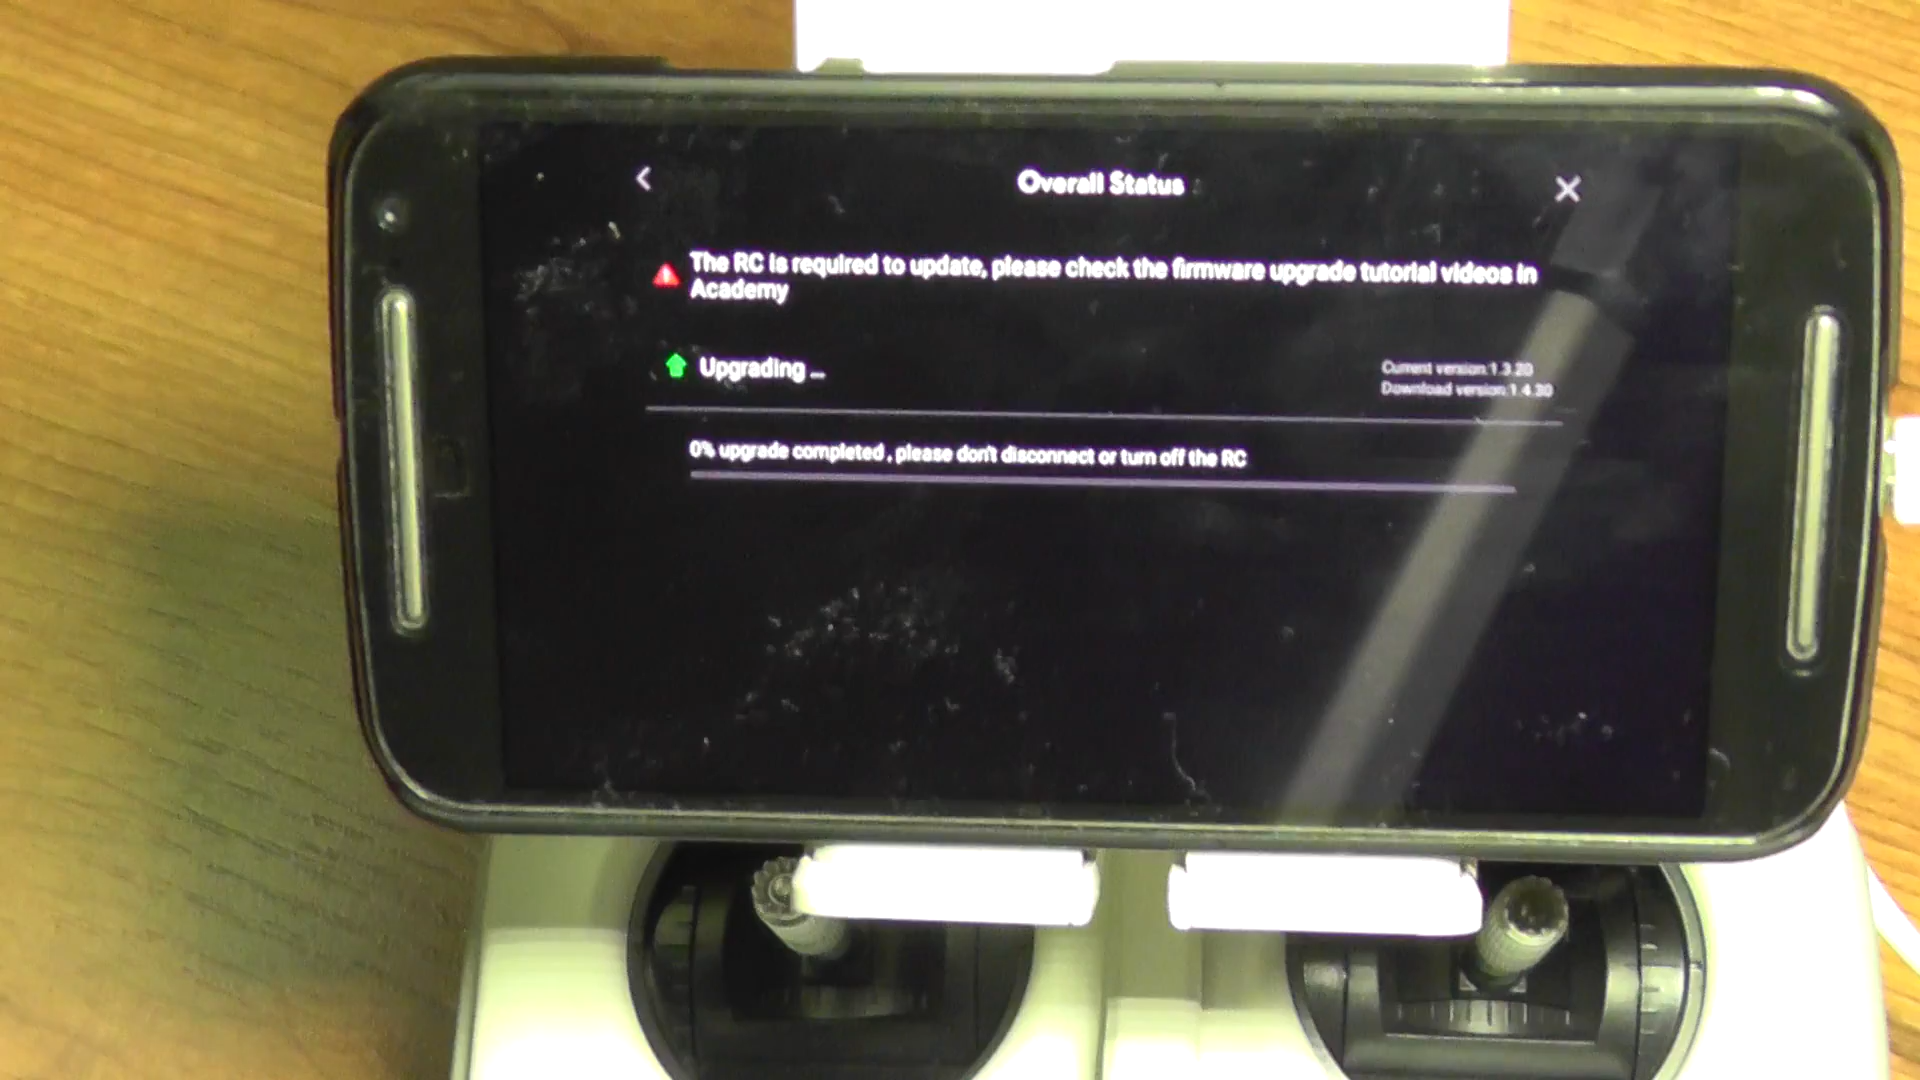 Overall Status
The RC is required to update, please check the firmware upgrade tutorial videos in
Academy
Upgrading ...
Current version:1.3.20
Download version:1.4.30
0% upgrade completed , please don't disconnect or turn off the RC